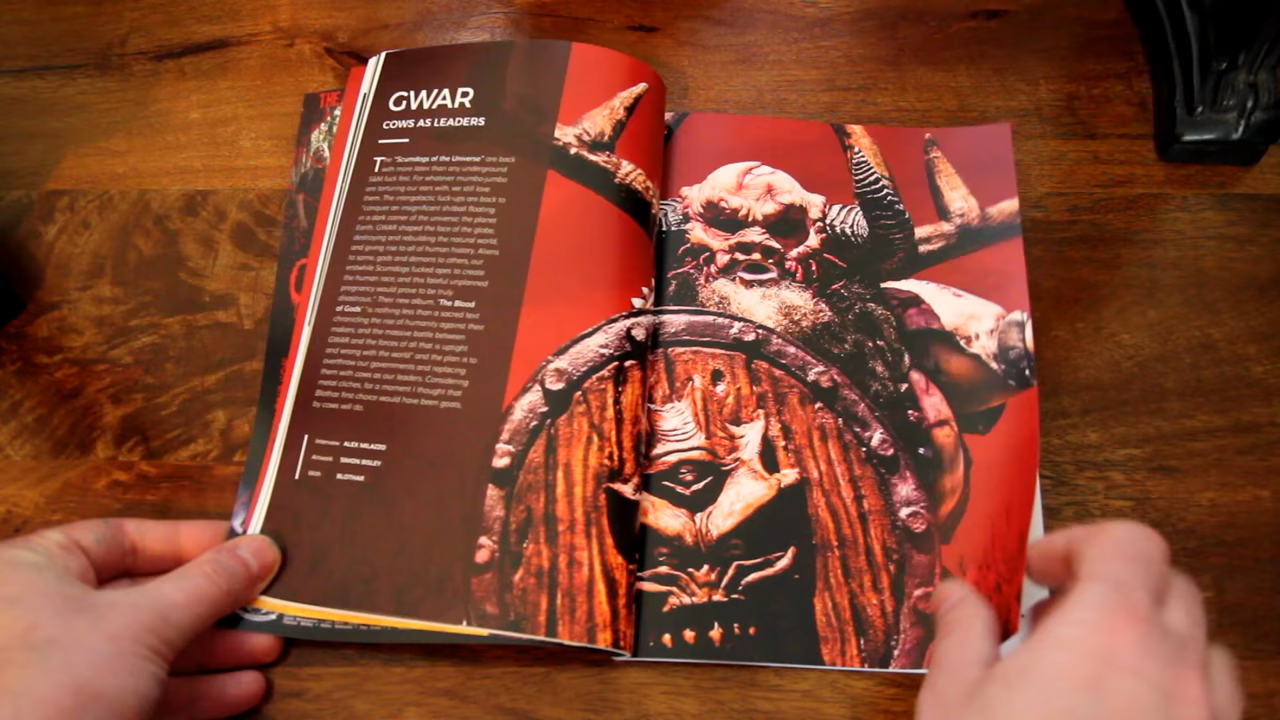 THE
GWAR
COWS AS LEADERS
The "Scumdogs of the Universe" are back
with more latex than any underground
S&M fuck fest. For whatever mumbo-jumbo
are torturing our ears with, we still love
them. The intergalactic fuck-ups are back to
"conquer an insignificant shitball floating
in a dark corner of the universe; the planet
Earth. GWAR shaped the face of the globe,
destroying and rebuilding the natural world,
and giving rise to all of human history. Aliens
to some, gods and demons to others, our
erstwhile Scumdogs fucked apes to create
the human race, and this fateful unplanned
pregnancy would prove to be truly
disastrous." Their new album, "The Blood
of Gods" "is nothing less than a sacred text
chronicling the rise of humanity against their
makers, and the massive battle between
GWAR and the forces of all that is uptight
and wrong with the world" and the plan is to
overthrow our governments and replacing
them with cows as our leaders. Considering
metal cliches, for a moment I thought that
Blothar first choice would have been goats,
by cows will do.
Interview ALEX MILAZZO
Artwork SIMON BISLEY
With BLOTHAR